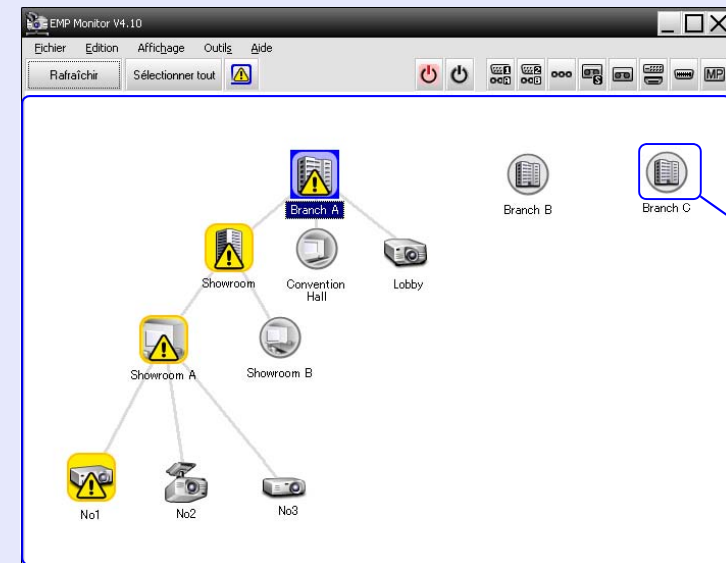 EMP Monitor V4.10
Fichier Edition Affichage Outils Aide
Rafraîchir Sélectionner tout MP
Branch A Branch B Branch C
Showroom Convention Hall Lobby
Showroom A Showroom B
No1 No2 No3